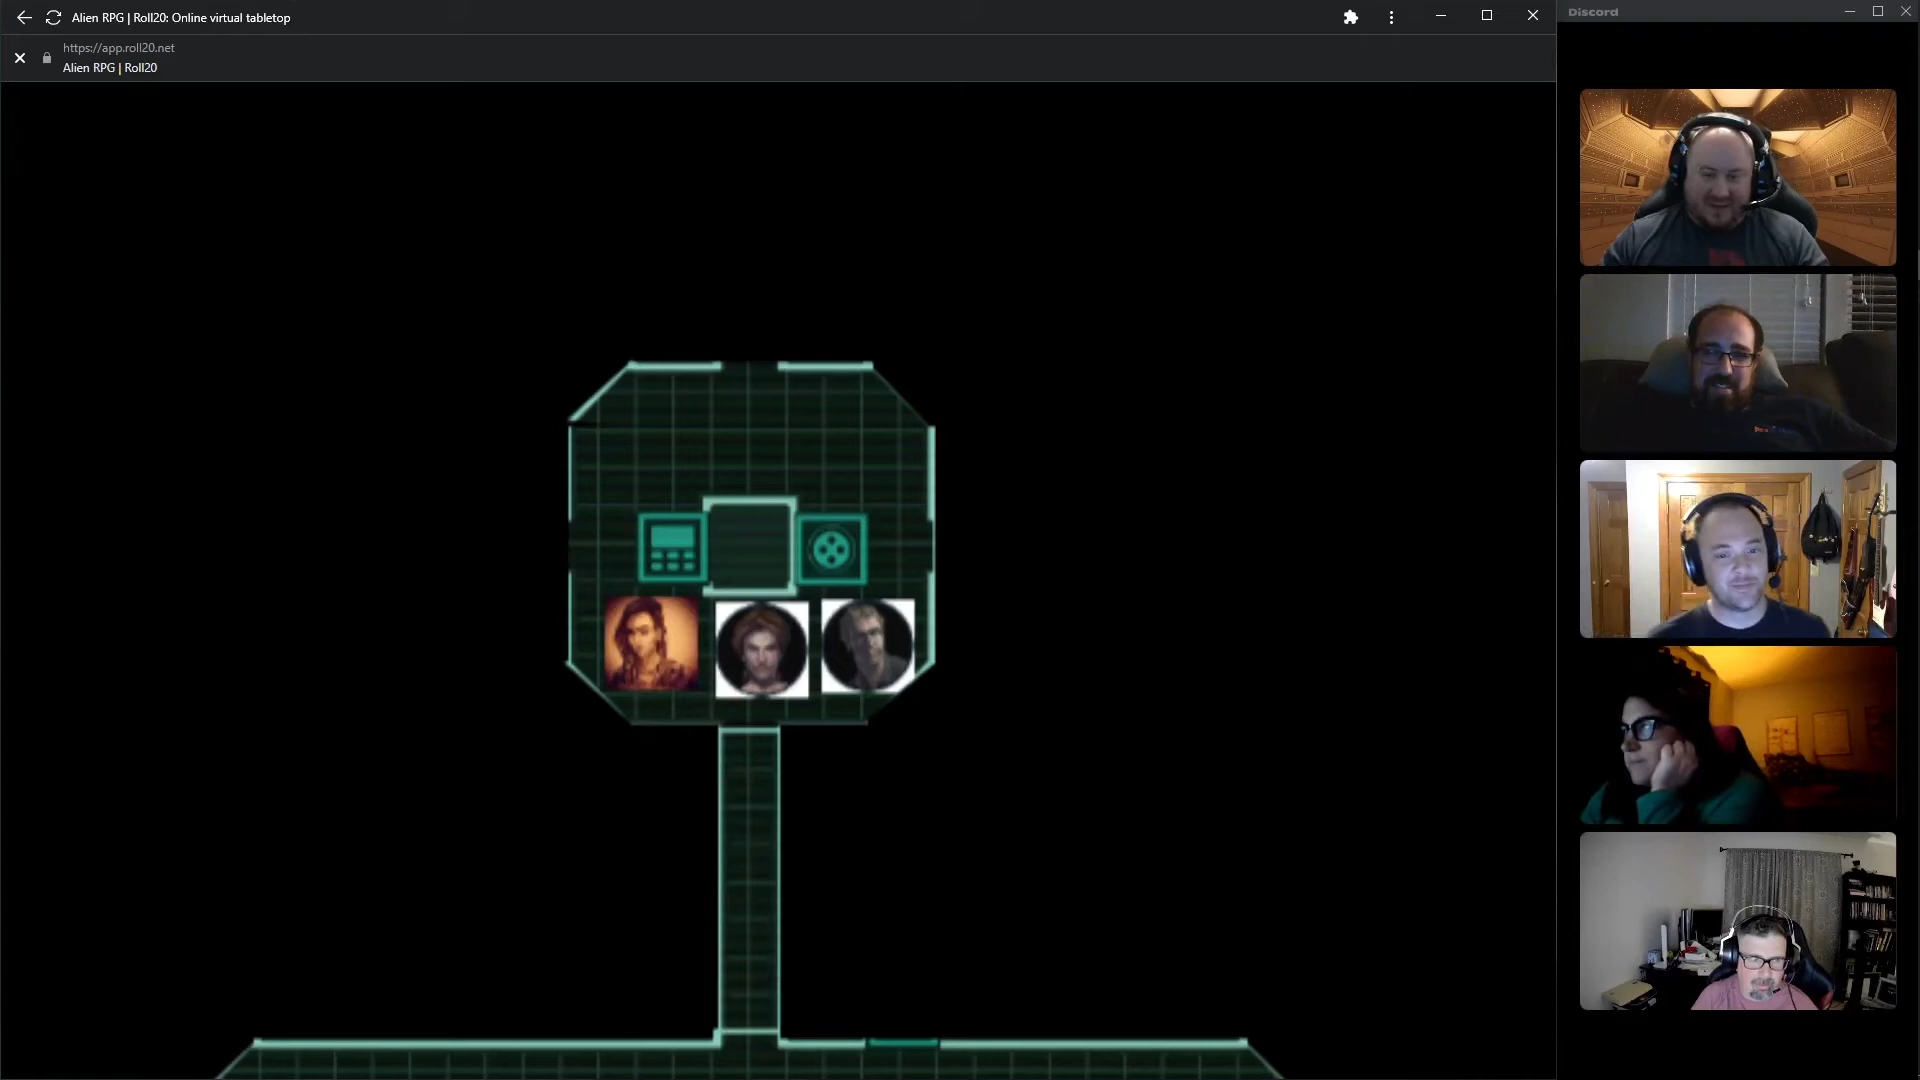 Alien RPG | Roll20: Online virtual tabletop
https://app.roll20.net
Alien RPG | Roll20
Discord